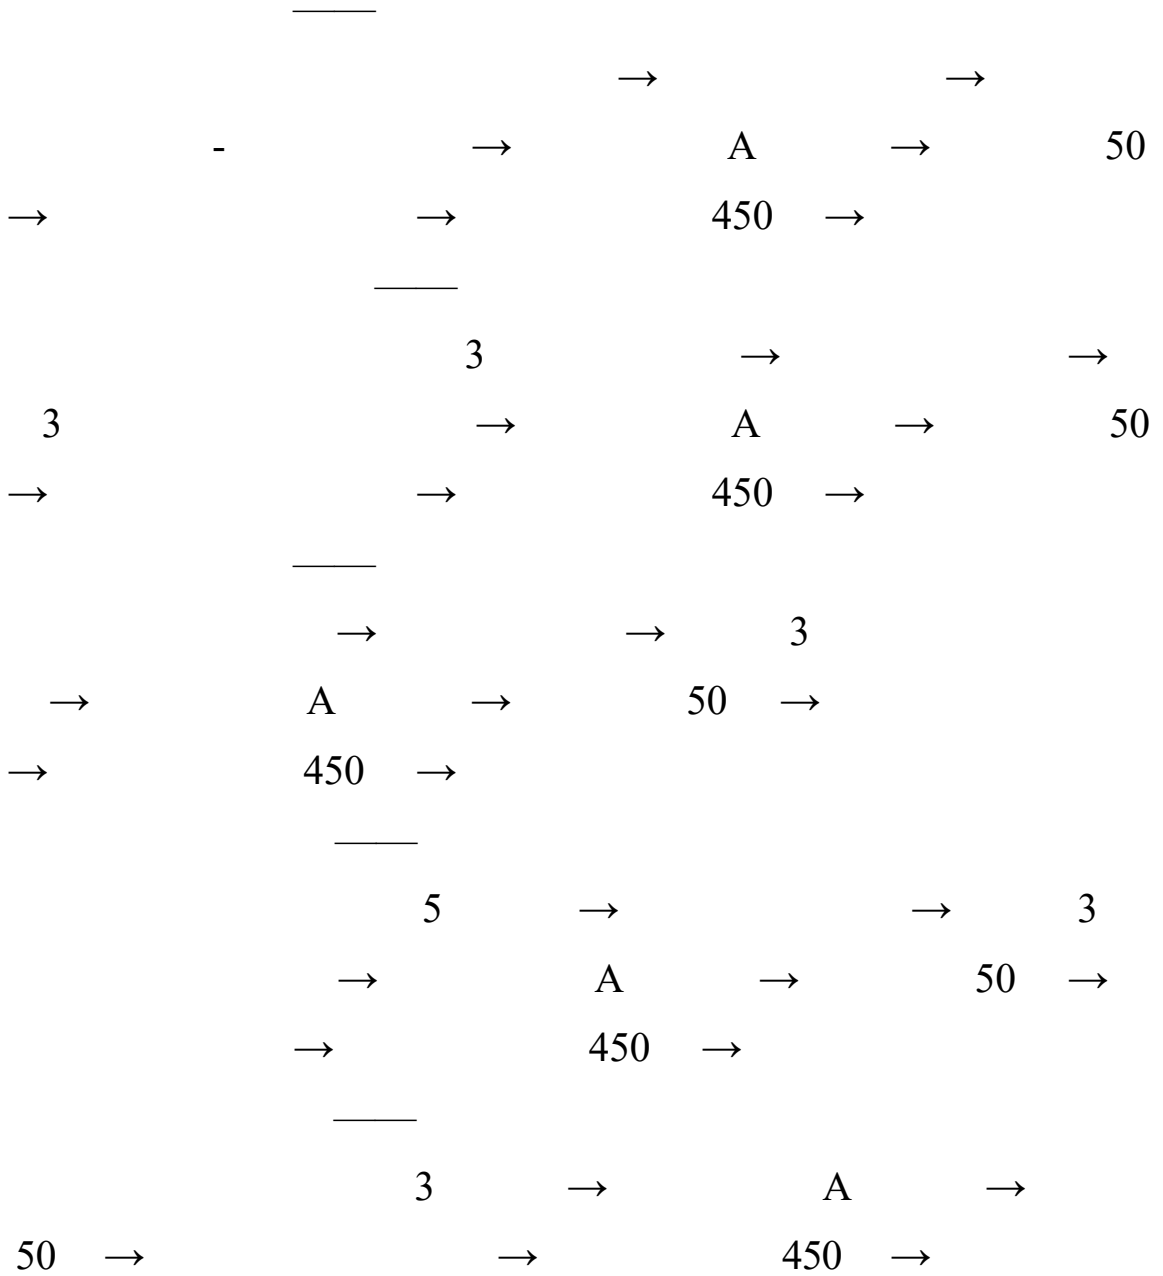 ——
→ →
- → A → 50
→ → 450 →
——
3 → →
3 → A → 50
→ → 450 →
——
→ → 3
→ A → 50 →
→ 450 →
——
5 → → 3
→ A → 50 →
→ 450 →
——
3 → A →
50 → → 450 →